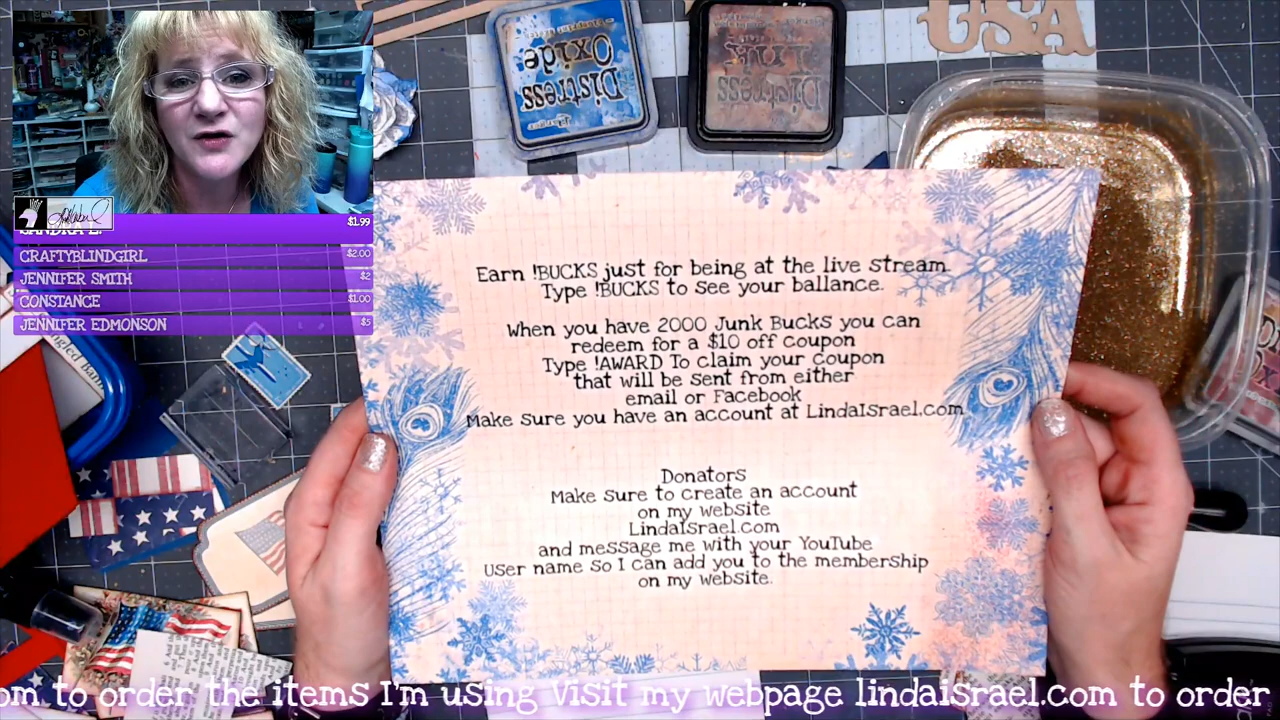 USA
Distress
Oxide
Distress
Ink
$1.99
CRAFTYBLINDGIRL $2.00
JENNIFER SMITH $2
CONSTANCE $1.00
JENNIFER EDMONSON $5
Earn !BUCKS just for being at the live stream.
Type !BUCKS to see your ballance.
When you have 2000 Junk Bucks you can
redeem for a $10 off coupon
Type !AWARD To claim your coupon
that will be sent from either
email or Facebook
Make sure you have an account at LindaIsrael.com
Donators
Make sure to create an account
on my website
LindaIsrael.com
and message me with your YouTube
User name so I can add you to the membership
on my website.
om to order the items I'm using Visit my webpage lindaisrael.com to order